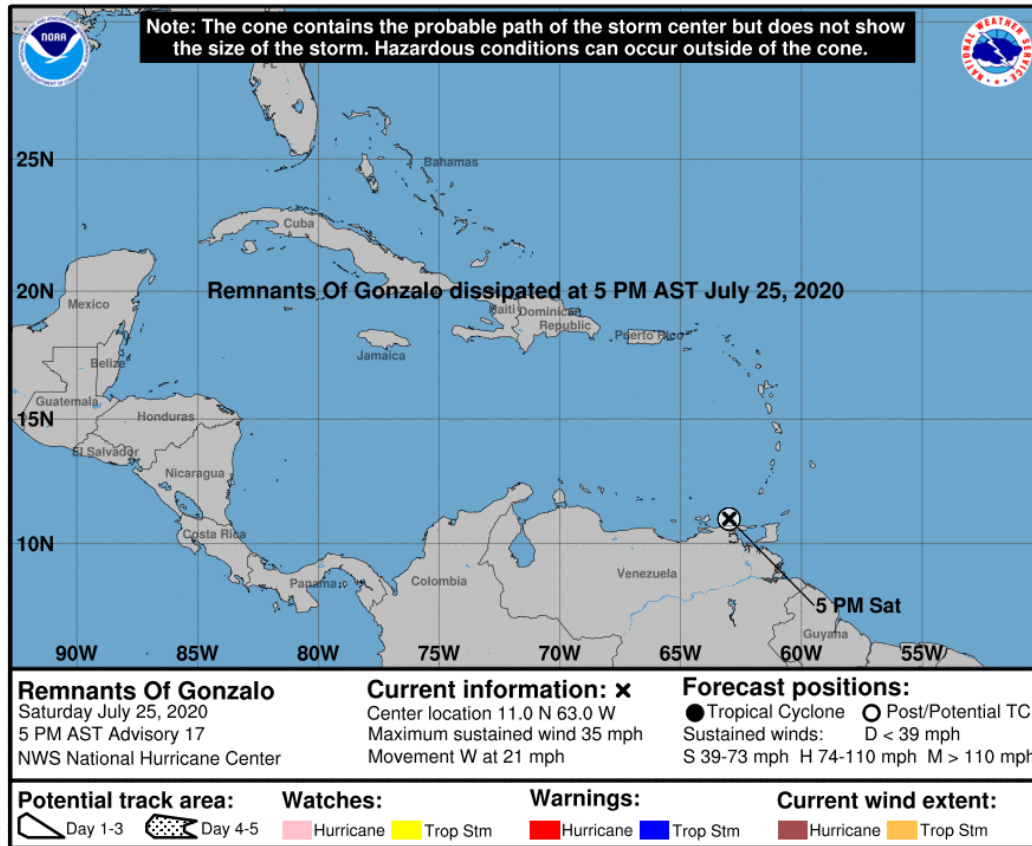 Note: The cone contains the probable path of the storm center but does not show
the size of the storm. Hazardous conditions can occur outside of the cone.
NOAA
NATIONAL WEATHER SERVICE
FL
25N
Bahamas
Cuba
20N
Mexico
Remnants Of Gonzalo dissipated at 5 PM AST July 25, 2020
Haiti
Dominican
Republic
Puerto Rico
Jamaica
Belize
Guatemala
15N
Honduras
El Salvador
Nicaragua
Costa Rica
10N
Panama
Colombia
Venezuela
5 PM Sat
Guyana
90W 85W 80W 75W 70W 65W 60W 55W
Remnants Of Gonzalo
Saturday July 25, 2020
5 PM AST Advisory 17
NWS National Hurricane Center
Current information: ×
Center location 11.0 N 63.0 W
Maximum sustained wind 35 mph
Movement W at 21 mph
Forecast positions:
● Tropical Cyclone ○ Post/Potential TC
Sustained winds: D < 39 mph
S 39-73 mph H 74-110 mph M > 110 mph
Potential track area:
Day 1-3 Day 4-5
Watches:
Hurricane Trop Stm
Warnings:
Hurricane Trop Stm
Current wind extent:
Hurricane Trop Stm